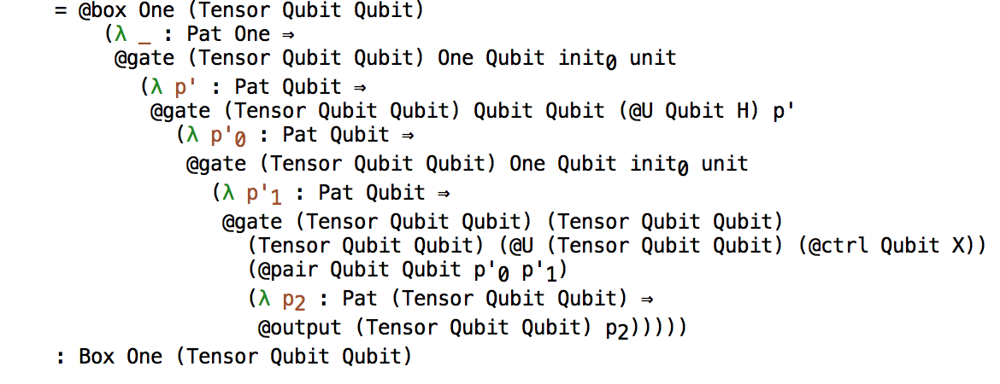 = @box One (Tensor Qubit Qubit)
(λ _ : Pat One ⇒
@gate (Tensor Qubit Qubit) One Qubit init₀ unit
(λ p' : Pat Qubit ⇒
@gate (Tensor Qubit Qubit) Qubit Qubit (@U Qubit H) p'
(λ p'₀ : Pat Qubit ⇒
@gate (Tensor Qubit Qubit) One Qubit init₀ unit
(λ p'₁ : Pat Qubit ⇒
@gate (Tensor Qubit Qubit) (Tensor Qubit Qubit)
(Tensor Qubit Qubit) (@U (Tensor Qubit Qubit) (@ctrl Qubit X))
(@pair Qubit Qubit p'₀ p'₁)
(λ p₂ : Pat (Tensor Qubit Qubit) ⇒
@output (Tensor Qubit Qubit) p₂)))))
: Box One (Tensor Qubit Qubit)